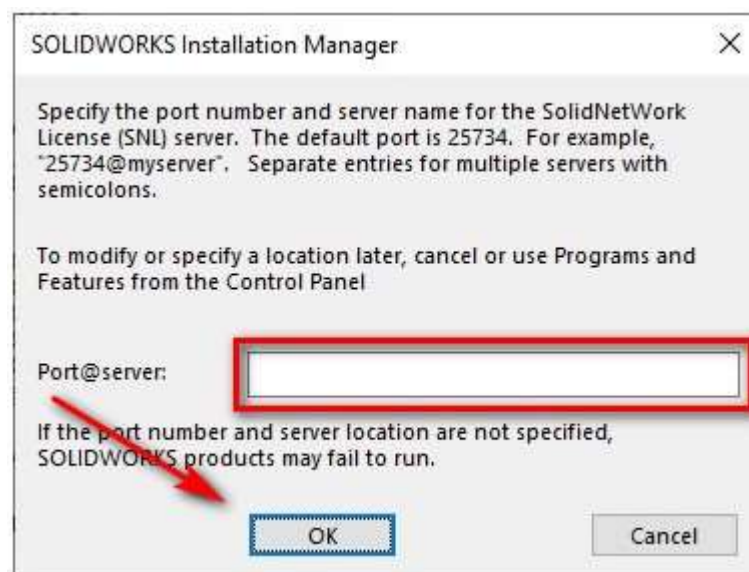 SOLIDWORKS Installation Manager
Specify the port number and server name for the SolidNetWork
License (SNL) server.  The default port is 25734.  For example,
"25734@myserver".   Separate entries for multiple servers with
semicolons.
To modify or specify a location later, cancel or use Programs and
Features from the Control Panel
Port@server:
If the port number and server location are not specified,
SOLIDWORKS products may fail to run.
OK
Cancel